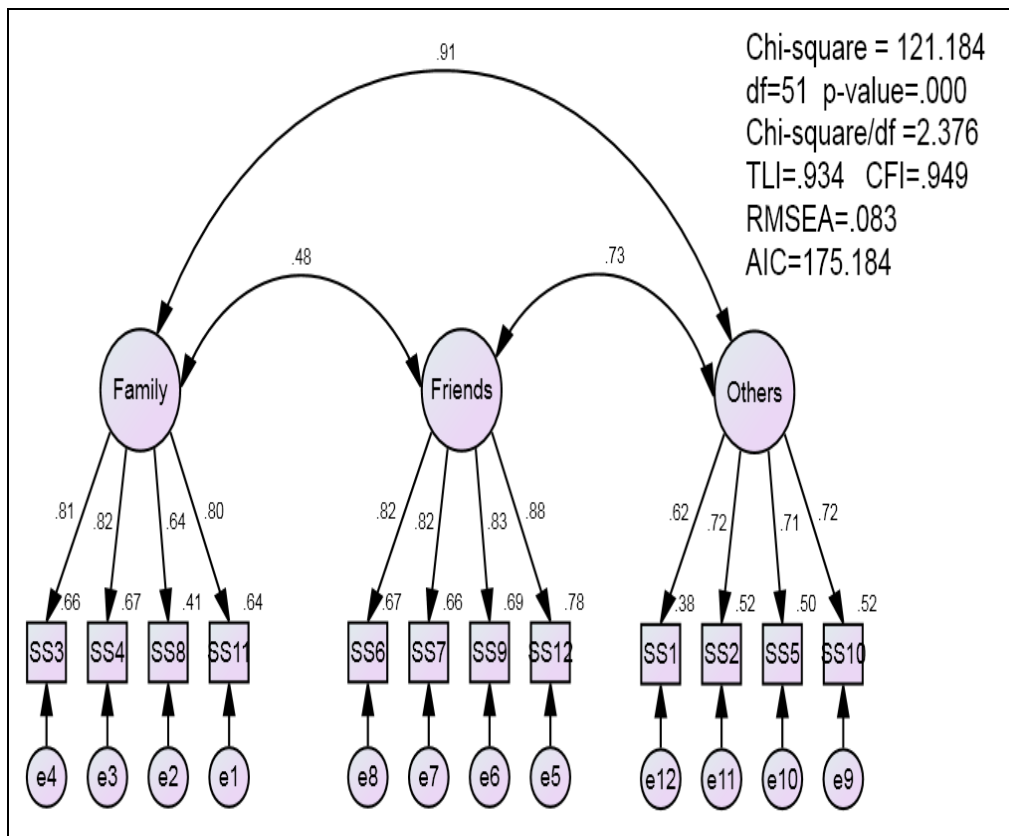 Chi-square = 121.184
df=51 p-value=.000
Chi-square/df =2.376
TLI=.934 CFI=.949
RMSEA=.083
AIC=175.184
.91
.48
.73
Family
Friends
Others
.81
.82
.64
.80
.82
.82
.83
.88
.62
.72
.71
.72
.66
.67
.41
.64
.67
.66
.69
.78
.38
.52
.50
.52
SS3
SS4
SS8
SS11
SS6
SS7
SS9
SS12
SS1
SS2
SS5
SS10
e4
e3
e2
e1
e8
e7
e6
e5
e12
e11
e10
e9